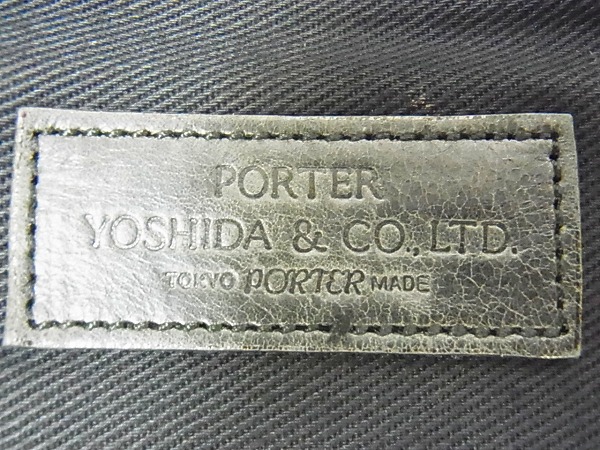 PORTER
YOSHIDA & CO., LTD.
TOKYO PORTER MADE